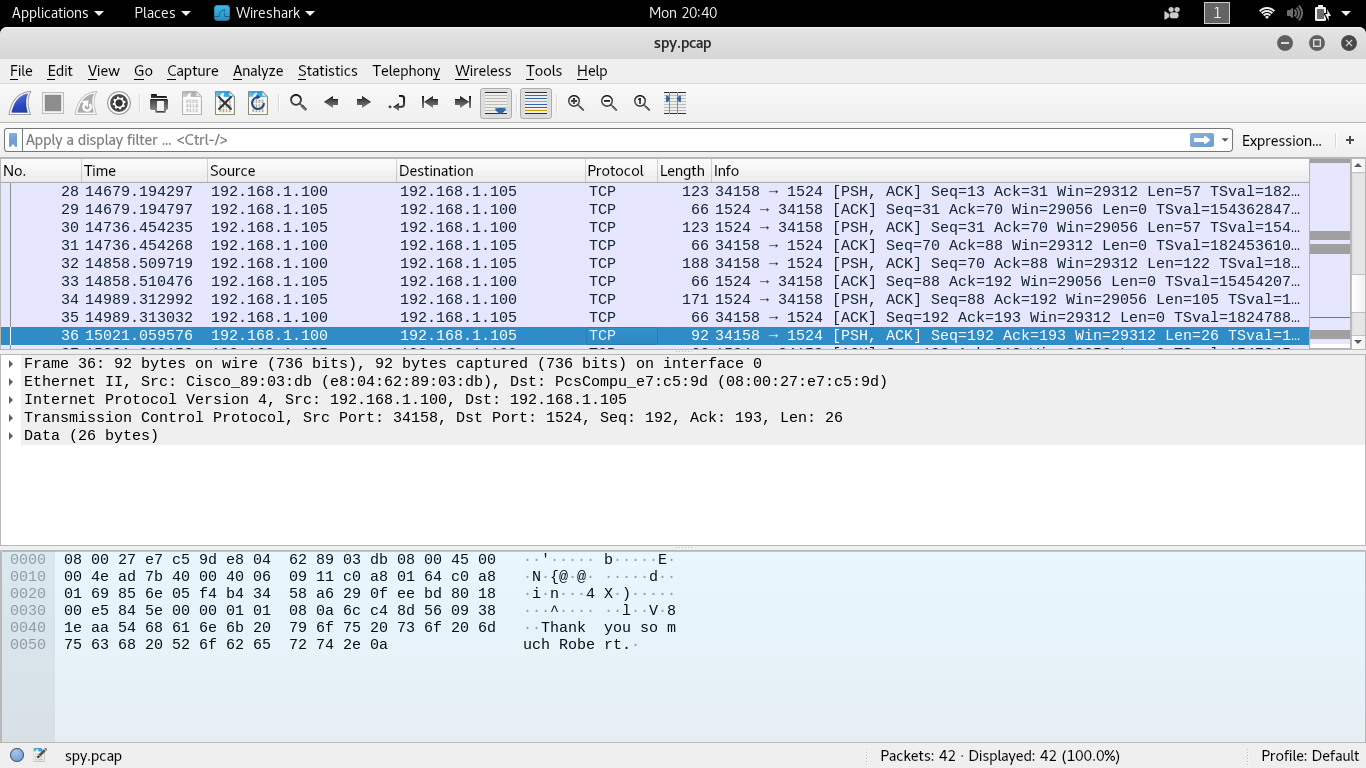 Applications Places Wireshark Mon 20:40 1
spy.pcap
File Edit View Go Capture Analyze Statistics Telephony Wireless Tools Help
Apply a display filter ... <Ctrl-/> Expression... +
No. Time Source Destination Protocol Length Info
28 14679.194297 192.168.1.100 192.168.1.105 TCP 123 34158 → 1524 [PSH, ACK] Seq=13 Ack=31 Win=29312 Len=57 TSval=182…
29 14679.194797 192.168.1.105 192.168.1.100 TCP 66 1524 → 34158 [ACK] Seq=31 Ack=70 Win=29056 Len=0 TSval=154362847…
30 14736.454235 192.168.1.105 192.168.1.100 TCP 123 1524 → 34158 [PSH, ACK] Seq=31 Ack=70 Win=29056 Len=57 TSval=154…
31 14736.454268 192.168.1.100 192.168.1.105 TCP 66 34158 → 1524 [ACK] Seq=70 Ack=88 Win=29312 Len=0 TSval=182453610…
32 14858.509719 192.168.1.100 192.168.1.105 TCP 188 34158 → 1524 [PSH, ACK] Seq=70 Ack=88 Win=29312 Len=122 TSval=18…
33 14858.510476 192.168.1.105 192.168.1.100 TCP 66 1524 → 34158 [ACK] Seq=88 Ack=192 Win=29056 Len=0 TSval=15454207…
34 14989.312992 192.168.1.105 192.168.1.100 TCP 171 1524 → 34158 [PSH, ACK] Seq=88 Ack=192 Win=29056 Len=105 TSval=1…
35 14989.313032 192.168.1.100 192.168.1.105 TCP 66 34158 → 1524 [ACK] Seq=192 Ack=193 Win=29312 Len=0 TSval=1824788…
36 15021.059576 192.168.1.100 192.168.1.105 TCP 92 34158 → 1524 [PSH, ACK] Seq=192 Ack=193 Win=29312 Len=26 TSval=1…
Frame 36: 92 bytes on wire (736 bits), 92 bytes captured (736 bits) on interface 0
Ethernet II, Src: Cisco_89:03:db (e8:04:62:89:03:db), Dst: PcsCompu_e7:c5:9d (08:00:27:e7:c5:9d)
Internet Protocol Version 4, Src: 192.168.1.100, Dst: 192.168.1.105
Transmission Control Protocol, Src Port: 34158, Dst Port: 1524, Seq: 192, Ack: 193, Len: 26
Data (26 bytes)
0000 08 00 27 e7 c5 9d e8 04 62 89 03 db 08 00 45 00 ··'····· b·····E·
0010 00 4e ad 7b 40 00 40 06 09 11 c0 a8 01 64 c0 a8 ·N·{@·@· ·····d··
0020 01 69 85 6e 05 f4 b4 34 58 a6 29 0f ee bd 80 18 ·i·n···4 X·)·····
0030 00 e5 84 5e 00 00 01 01 08 0a 6c c4 8d 56 09 38 ···^···· ··l··V·8
0040 1e aa 54 68 61 6e 6b 20 79 6f 75 20 73 6f 20 6d ··Thank  you so m
0050 75 63 68 20 52 6f 62 65 72 74 2e 0a uch Robe rt.·
spy.pcap Packets: 42 · Displayed: 42 (100.0%) Profile: Default